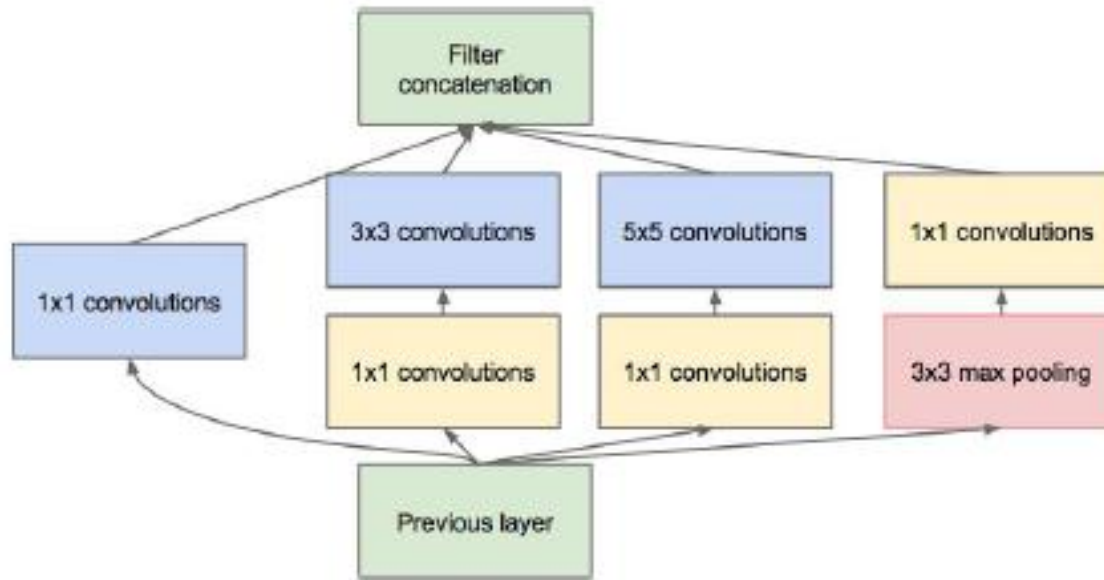 Filter
concatenation
3x3 convolutions
5x5 convolutions
1x1 convolutions
1x1 convolutions
1x1 convolutions
1x1 convolutions
3x3 max pooling
Previous layer